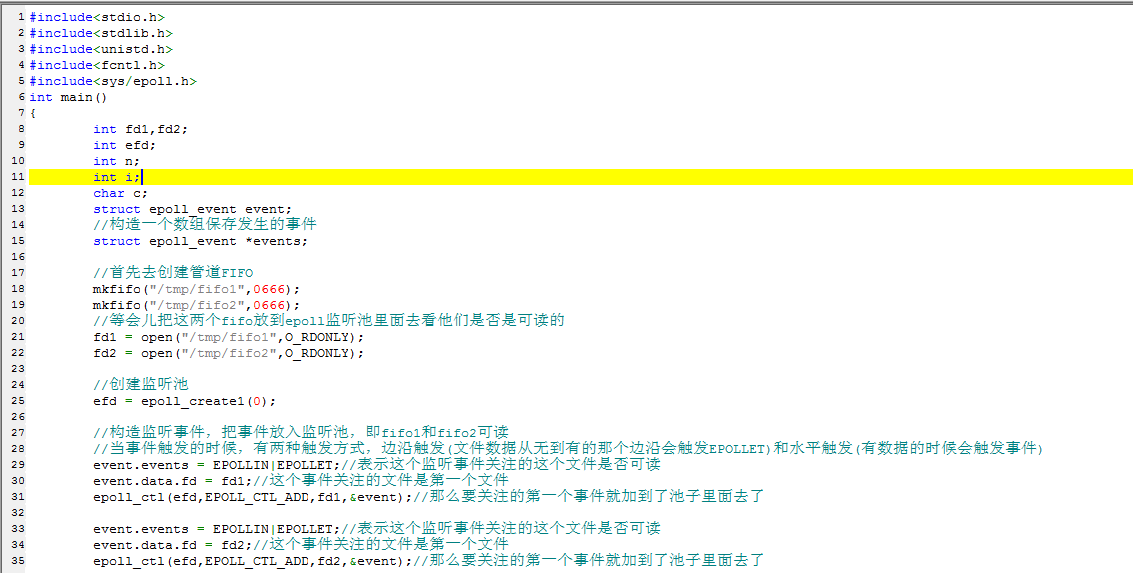 1 #include<stdio.h>
2 #include<stdlib.h>
3 #include<unistd.h>
4 #include<fcntl.h>
5 #include<sys/epoll.h>
6 int main()
7 {
8 int fd1,fd2;
9 int efd;
10 int n;
11 int i;
12 char c;
13 struct epoll_event event;
14 //构造一个数组保存发生的事件
15 struct epoll_event *events;
16
17 //首先去创建管道FIFO
18 mkfifo("/tmp/fifo1",0666);
19 mkfifo("/tmp/fifo2",0666);
20 //等会儿把这两个fifo放到epoll监听池里面去看他们是否是可读的
21 fd1 = open("/tmp/fifo1",O_RDONLY);
22 fd2 = open("/tmp/fifo2",O_RDONLY);
23
24 //创建监听池
25 efd = epoll_create1(0);
26
27 //构造监听事件，把事件放入监听池，即fifo1和fifo2可读
28 //当事件触发的时候，有两种触发方式，边沿触发(文件数据从无到有的那个边沿会触发EPOLLET)和水平触发(有数据的时候会触发事件)
29 event.events = EPOLLIN|EPOLLET;//表示这个监听事件关注的这个文件是否可读
30 event.data.fd = fd1;//这个事件关注的文件是第一个文件
31 epoll_ctl(efd,EPOLL_CTL_ADD,fd1,&event);//那么要关注的第一个事件就加到了池子里面去了
32
33 event.events = EPOLLIN|EPOLLET;//表示这个监听事件关注的这个文件是否可读
34 event.data.fd = fd2;//这个事件关注的文件是第一个文件
35 epoll_ctl(efd,EPOLL_CTL_ADD,fd2,&event);//那么要关注的第一个事件就加到了池子里面去了